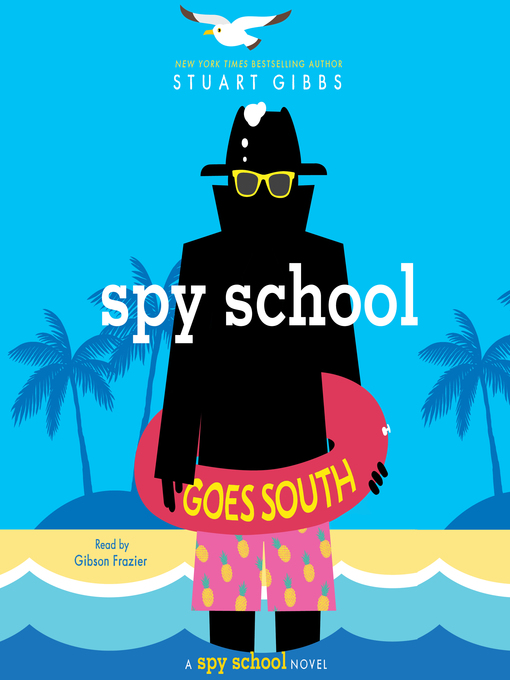 NEW YORK TIMES BESTSELLING AUTHOR
STUART GIBBS
spy school
GOES SOUTH
Read by
Gibson Frazier
A spy school NOVEL